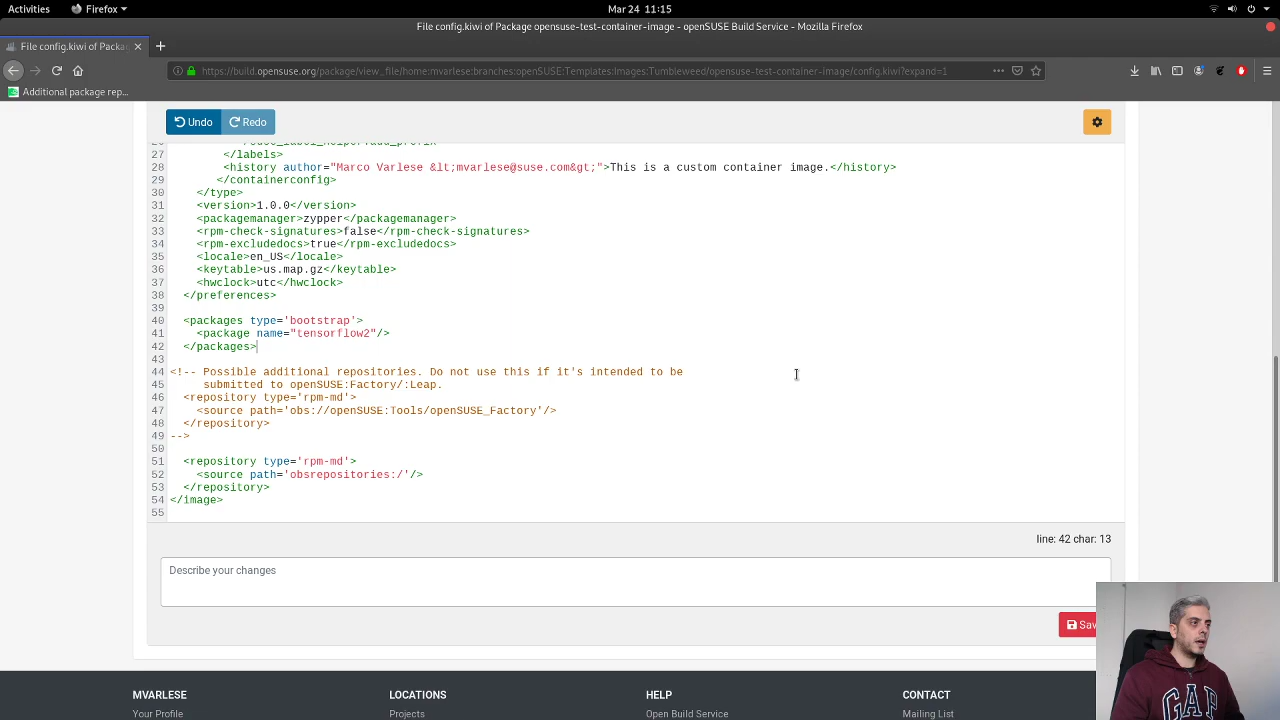 Activities
Firefox
Mar 24 11:15
File config.kiwi of Package opensuse-test-container-image - openSUSE Build Service - Mozilla Firefox
File config.kiwi of Packa
https://build.opensuse.org/package/view_file/home:mvarlese:branches:openSUSE:Templates:Images:Tumbleweed/opensuse-test-container-image/config.kiwi?expand=1
Additional package rep...
Undo
Redo
27 </labels>
28 <history author="Marco Varlese &lt;mvarlese@suse.com&gt;">This is a custom container image.</history>
29 </containerconfig>
30 </type>
31 <version>1.0.0</version>
32 <packagemanager>zypper</packagemanager>
33 <rpm-check-signatures>false</rpm-check-signatures>
34 <rpm-excludedocs>true</rpm-excludedocs>
35 <locale>en_US</locale>
36 <keytable>us.map.gz</keytable>
37 <hwclock>utc</hwclock>
38 </preferences>
39
40 <packages type='bootstrap'>
41 <package name="tensorflow2"/>
42 </packages>
43
44 <!-- Possible additional repositories. Do not use this if it's intended to be
45 submitted to openSUSE:Factory/:Leap.
46 <repository type='rpm-md'>
47 <source path='obs://openSUSE:Tools/openSUSE_Factory'/>
48 </repository>
49 -->
50
51 <repository type='rpm-md'>
52 <source path='obsrepositories:/'/>
53 </repository>
54 </image>
55
line: 42 char: 13
Describe your changes
Sav
GAP
MVARLESE
LOCATIONS
HELP
CONTACT
Your Profile
Projects
Open Build Service
Mailing List